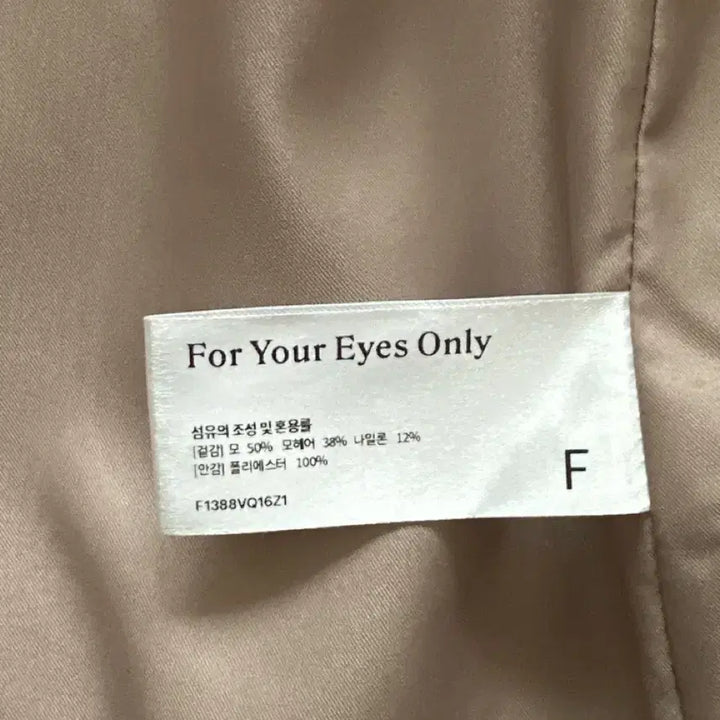 For Your Eyes Only
섬유의 조성 및 혼용률
[겉감] 모 50% 모헤어 38% 나일론 12%
[안감] 폴리에스터 100%
F
F1388VQ16Z1